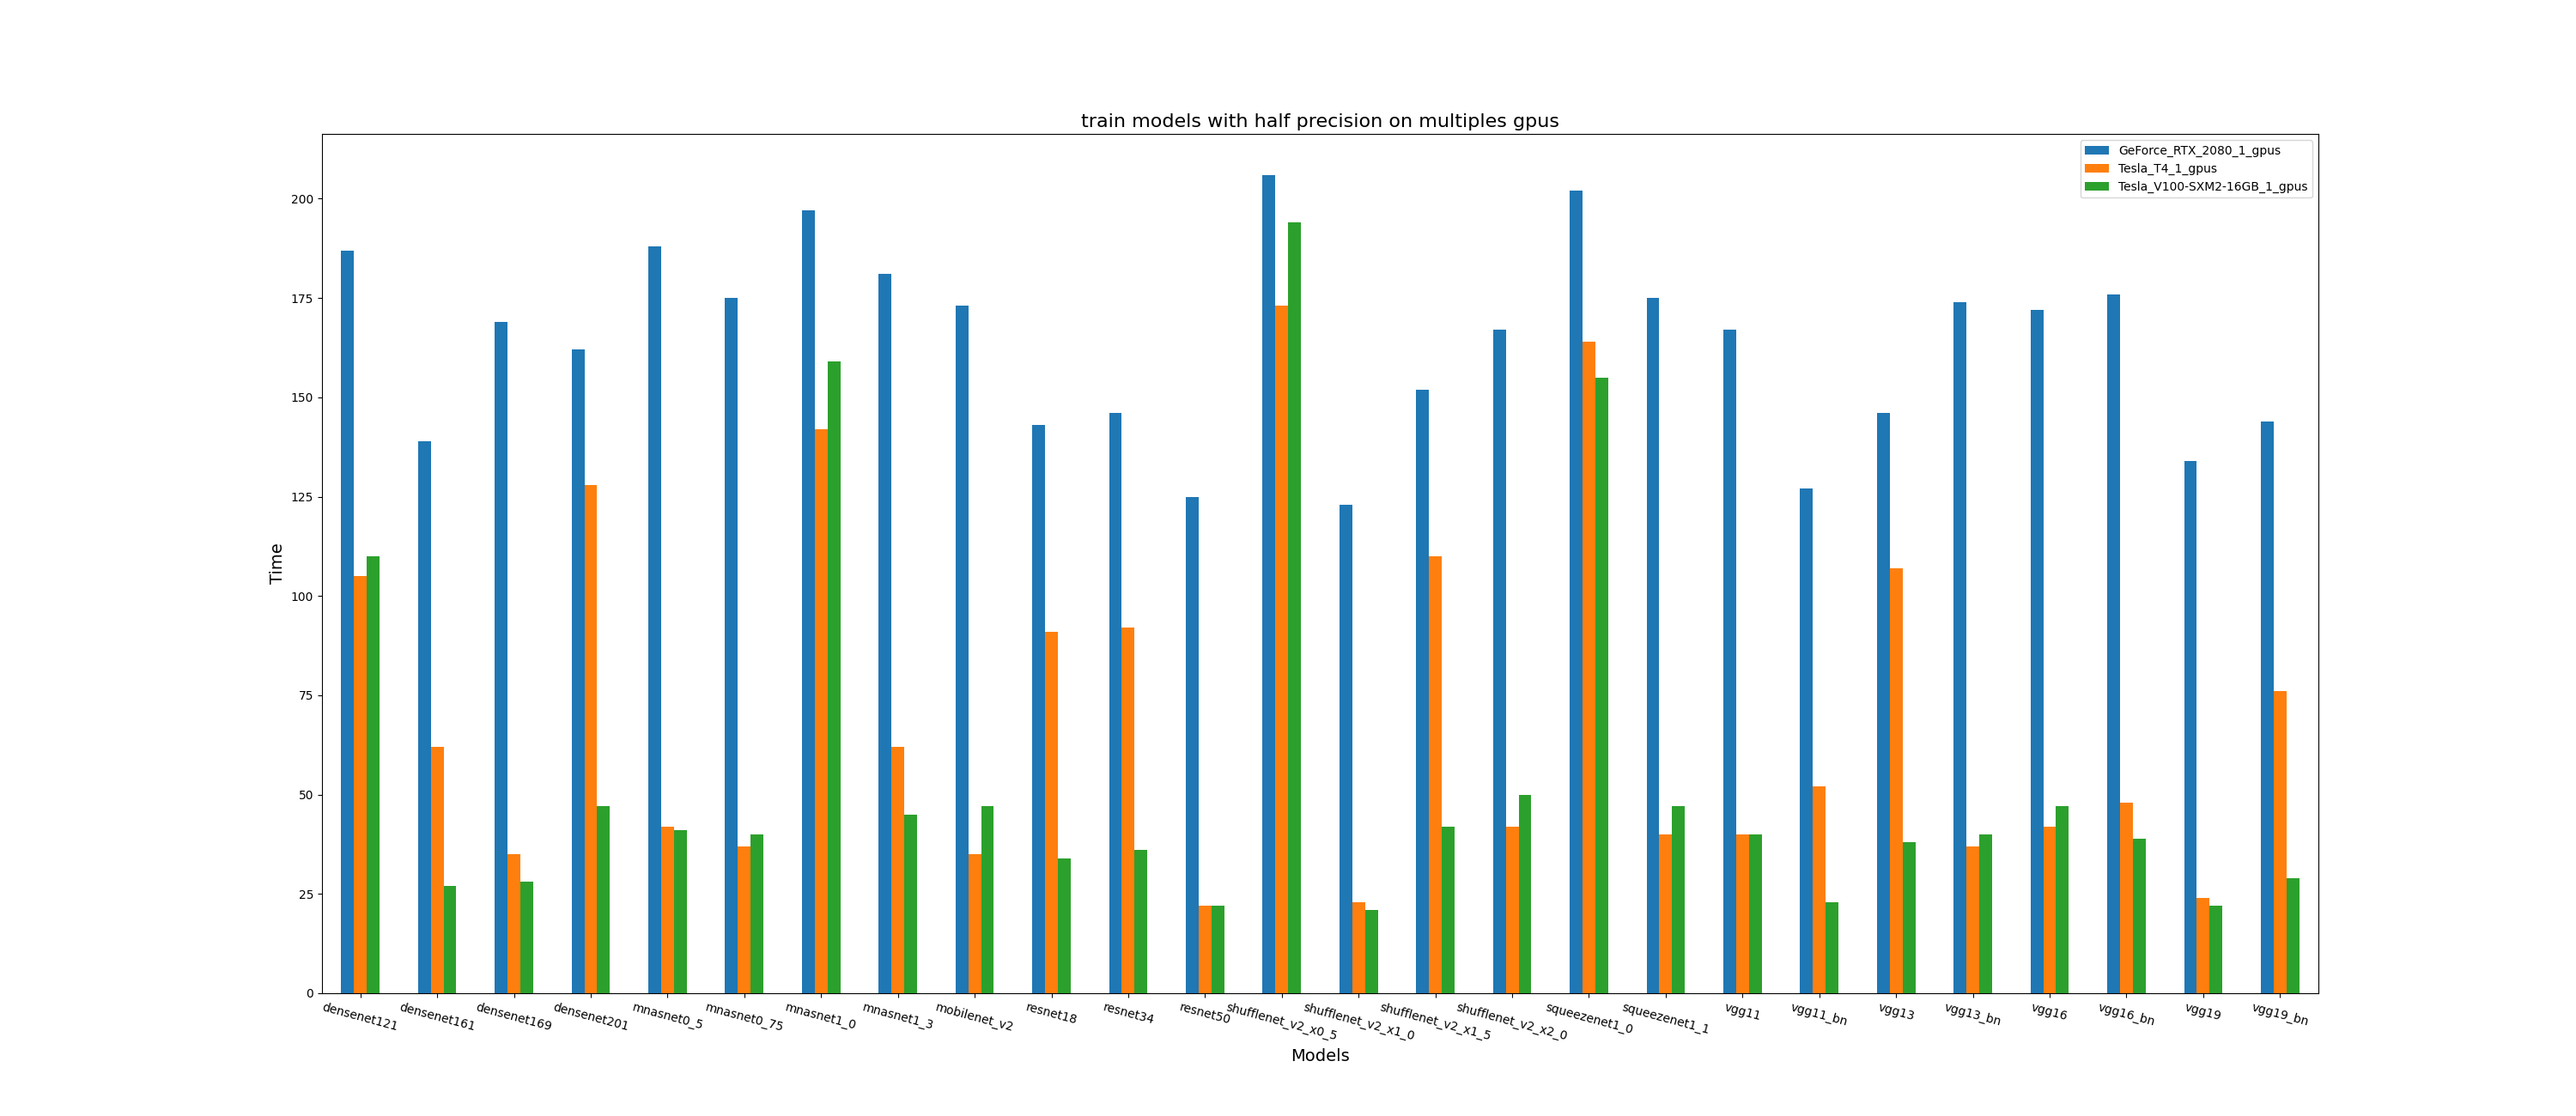 train models with half precision on multiples gpus
GeForce_RTX_2080_1_gpus
Tesla_T4_1_gpus
Tesla_V100-SXM2-16GB_1_gpus
Time
200
175
150
125
100
75
50
25
0
densenet121
densenet161
densenet169
densenet201
mnasnet0_5
mnasnet0_75
mnasnet1_0
mnasnet1_3
mobilenet_v2
resnet18
resnet34
resnet50
shufflenet_v2_x0_5
shufflenet_v2_x1_0
shufflenet_v2_x1_5
shufflenet_v2_x2_0
squeezenet1_0
squeezenet1_1
vgg11
vgg11_bn
vgg13
vgg13_bn
vgg16
vgg16_bn
vgg19
vgg19_bn
Models